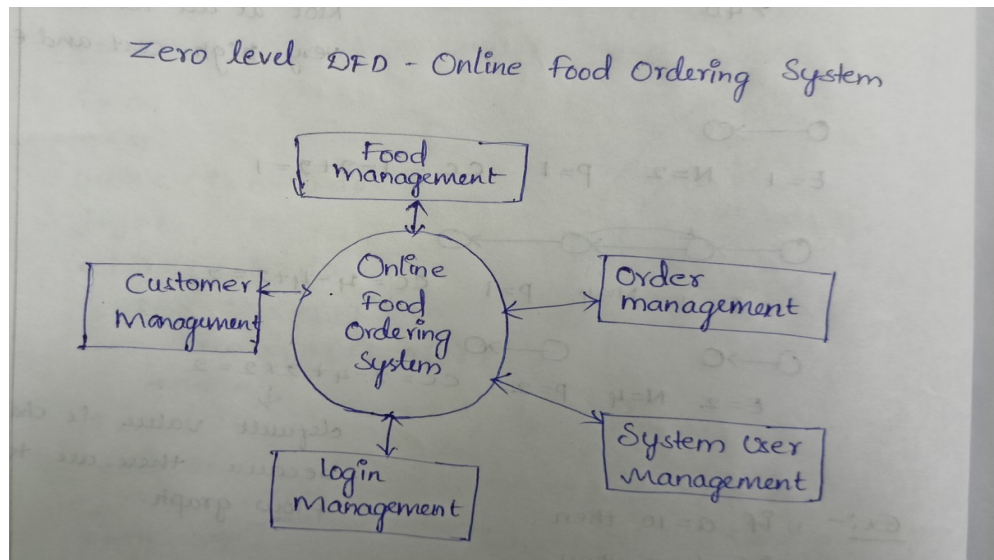 Zero level DFD - Online Food Ordering System
Food
management
Customer
Management
Online
Food
Ordering
System
Order
management
System user
Management
login
Management